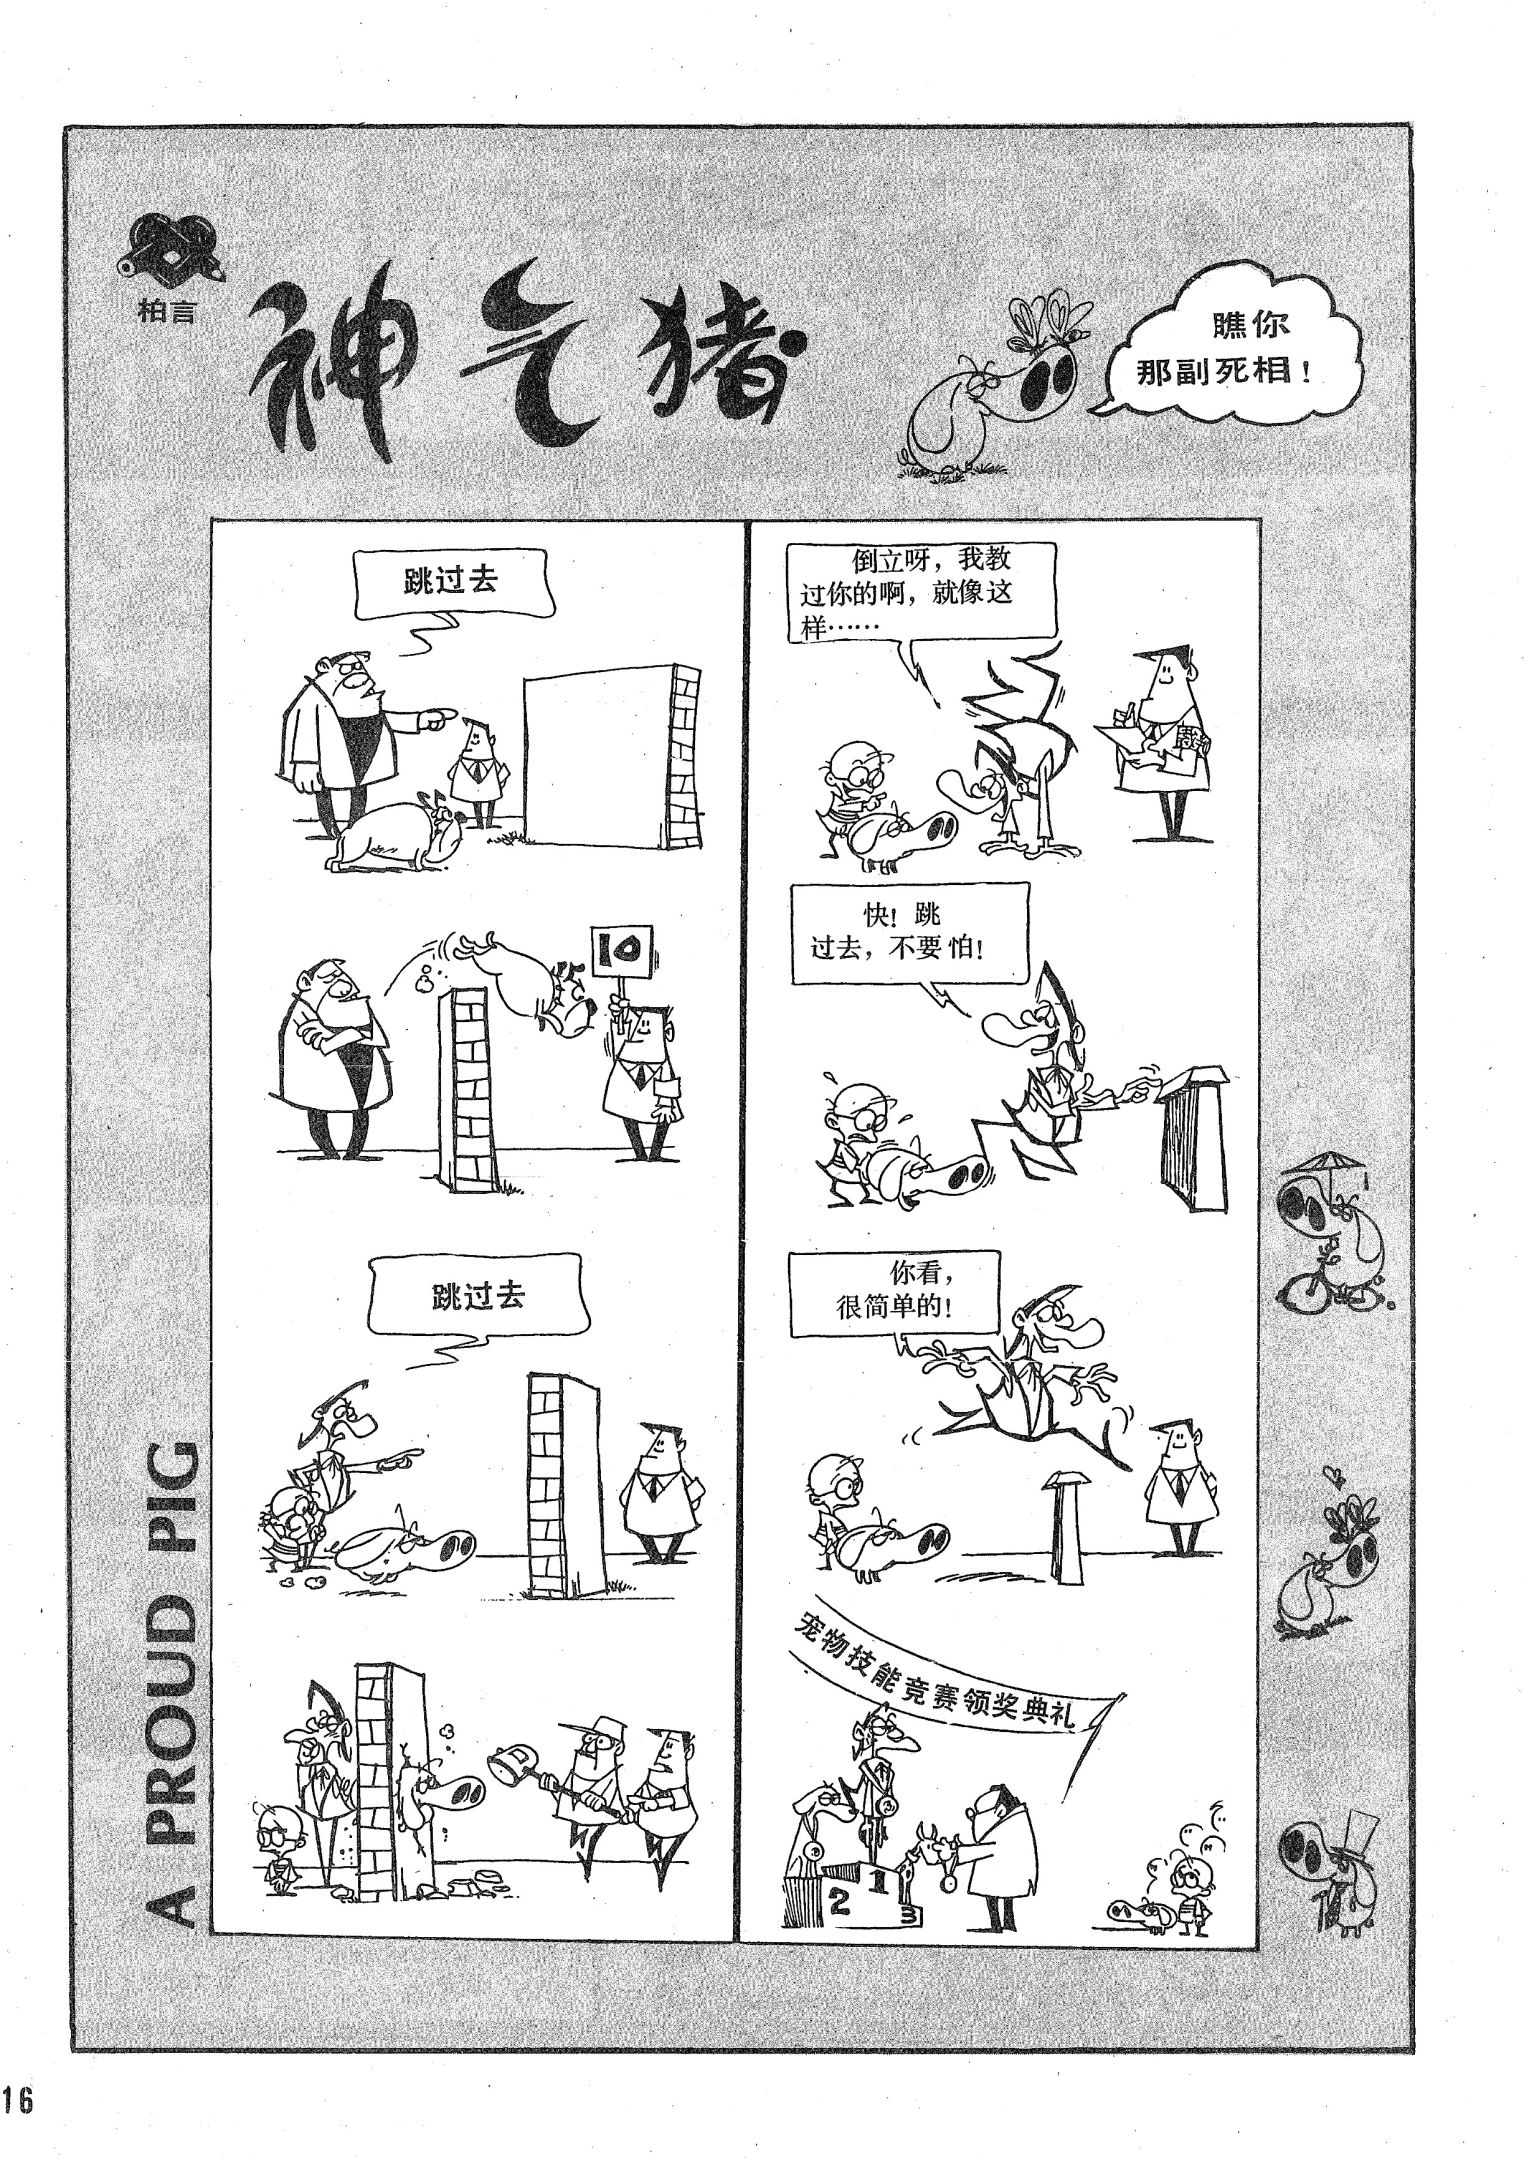 柏言
神气猪
瞧你
那副死相！
A PROUD PIG
跳过去
10
跳过去
倒立呀，我教
过你的啊，就像这
样……
快！跳
过去，不要怕！
你看，
很简单的！
宠物技能竞赛领奖典礼
1
2
3
16